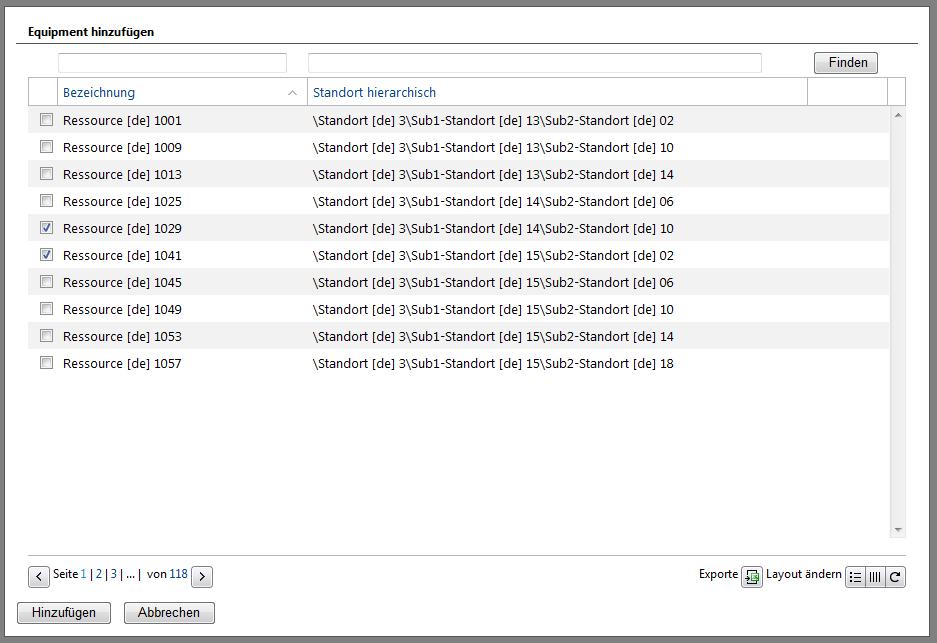 Equipment hinzufügen
Finden
Bezeichnung Standort hierarchisch
Ressource [de] 1001 \Standort [de] 3\Sub1-Standort [de] 13\Sub2-Standort [de] 02
Ressource [de] 1009 \Standort [de] 3\Sub1-Standort [de] 13\Sub2-Standort [de] 10
Ressource [de] 1013 \Standort [de] 3\Sub1-Standort [de] 13\Sub2-Standort [de] 14
Ressource [de] 1025 \Standort [de] 3\Sub1-Standort [de] 14\Sub2-Standort [de] 06
Ressource [de] 1029 \Standort [de] 3\Sub1-Standort [de] 14\Sub2-Standort [de] 10
Ressource [de] 1041 \Standort [de] 3\Sub1-Standort [de] 15\Sub2-Standort [de] 02
Ressource [de] 1045 \Standort [de] 3\Sub1-Standort [de] 15\Sub2-Standort [de] 06
Ressource [de] 1049 \Standort [de] 3\Sub1-Standort [de] 15\Sub2-Standort [de] 10
Ressource [de] 1053 \Standort [de] 3\Sub1-Standort [de] 15\Sub2-Standort [de] 14
Ressource [de] 1057 \Standort [de] 3\Sub1-Standort [de] 15\Sub2-Standort [de] 18
Seite 1 | 2 | 3 | ... | von 118 Exporte Layout ändern
Hinzufügen Abbrechen